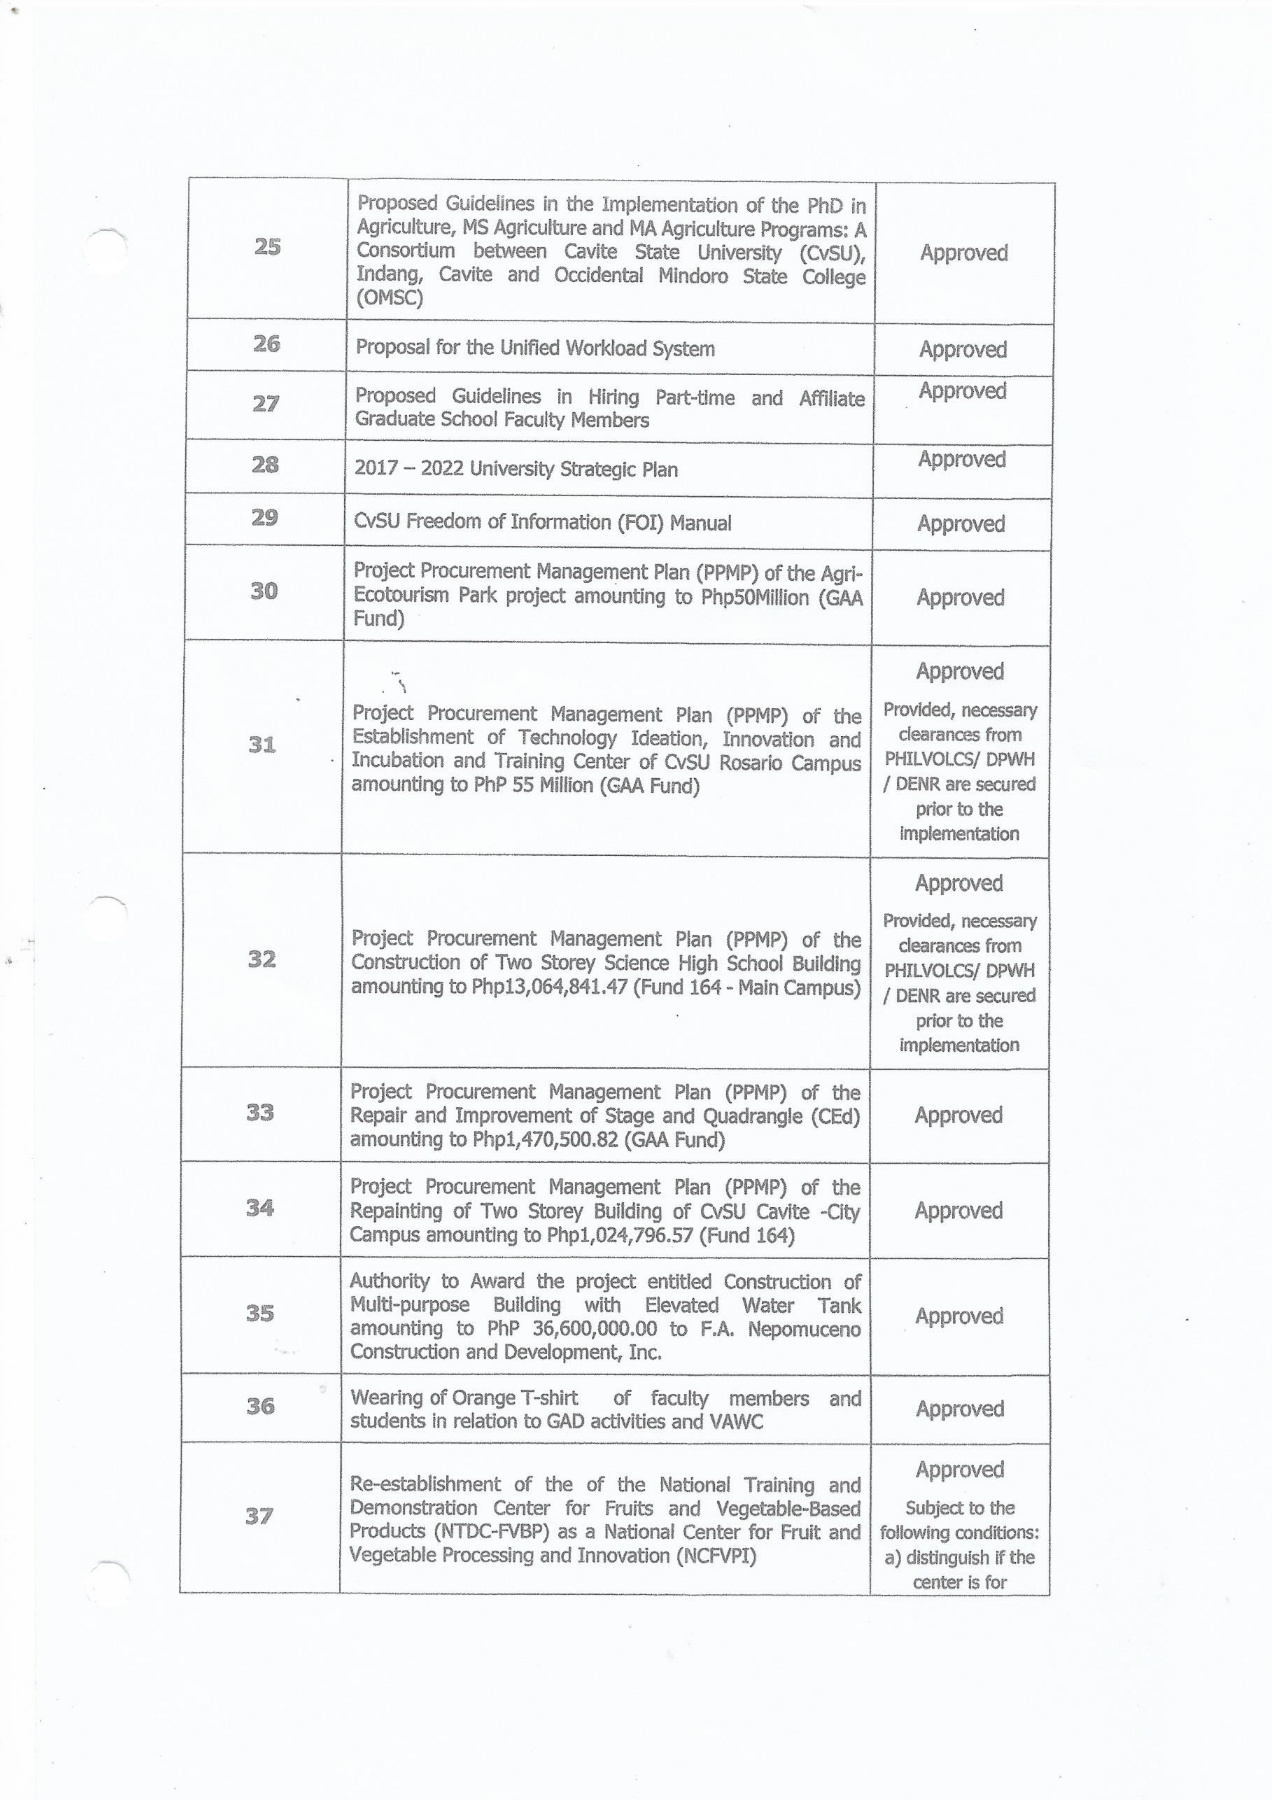 25
Proposed Guidelines in the Implementation of the PhD in
Agriculture, MS Agriculture and MA Agriculture Programs: A
Consortium between Cavite State University (CvSU),
Indang, Cavite and Occidental Mindoro State College
(OMSC)
Approved
26
Proposal for the Unified Workload System
Approved
27
Proposed Guidelines in Hiring Part-time and Affiliate
Graduate School Faculty Members
Approved
28
2017 – 2022 University Strategic Plan
Approved
29
CvSU Freedom of Information (FOI) Manual
Approved
30
Project Procurement Management Plan (PPMP) of the Agri-
Ecotourism Park project amounting to Php50Million (GAA
Fund)
Approved
31
Project Procurement Management Plan (PPMP) of the
Establishment of Technology Ideation, Innovation and
Incubation and Training Center of CvSU Rosario Campus
amounting to PhP 55 Million (GAA Fund)
Approved
Provided, necessary
clearances from
PHILVOLCS/ DPWH
/ DENR are secured
prior to the
implementation
32
Project Procurement Management Plan (PPMP) of the
Construction of Two Storey Science High School Building
amounting to Php13,064,841.47 (Fund 164 - Main Campus)
Approved
Provided, necessary
clearances from
PHILVOLCS/ DPWH
/ DENR are secured
prior to the
implementation
33
Project Procurement Management Plan (PPMP) of the
Repair and Improvement of Stage and Quadrangle (CEd)
amounting to Php1,470,500.82 (GAA Fund)
Approved
34
Project Procurement Management Plan (PPMP) of the
Repainting of Two Storey Building of CvSU Cavite -City
Campus amounting to Php1,024,796.57 (Fund 164)
Approved
35
Authority to Award the project entitled Construction of
Multi-purpose Building with Elevated Water Tank
amounting to PhP 36,600,000.00 to F.A. Nepomuceno
Construction and Development, Inc.
Approved
36
Wearing of Orange T-shirt of faculty members and
students in relation to GAD activities and VAWC
Approved
37
Re-establishment of the of the National Training and
Demonstration Center for Fruits and Vegetable-Based
Products (NTDC-FVBP) as a National Center for Fruit and
Vegetable Processing and Innovation (NCFVPI)
Approved
Subject to the
following conditions:
a) distinguish if the
center is for